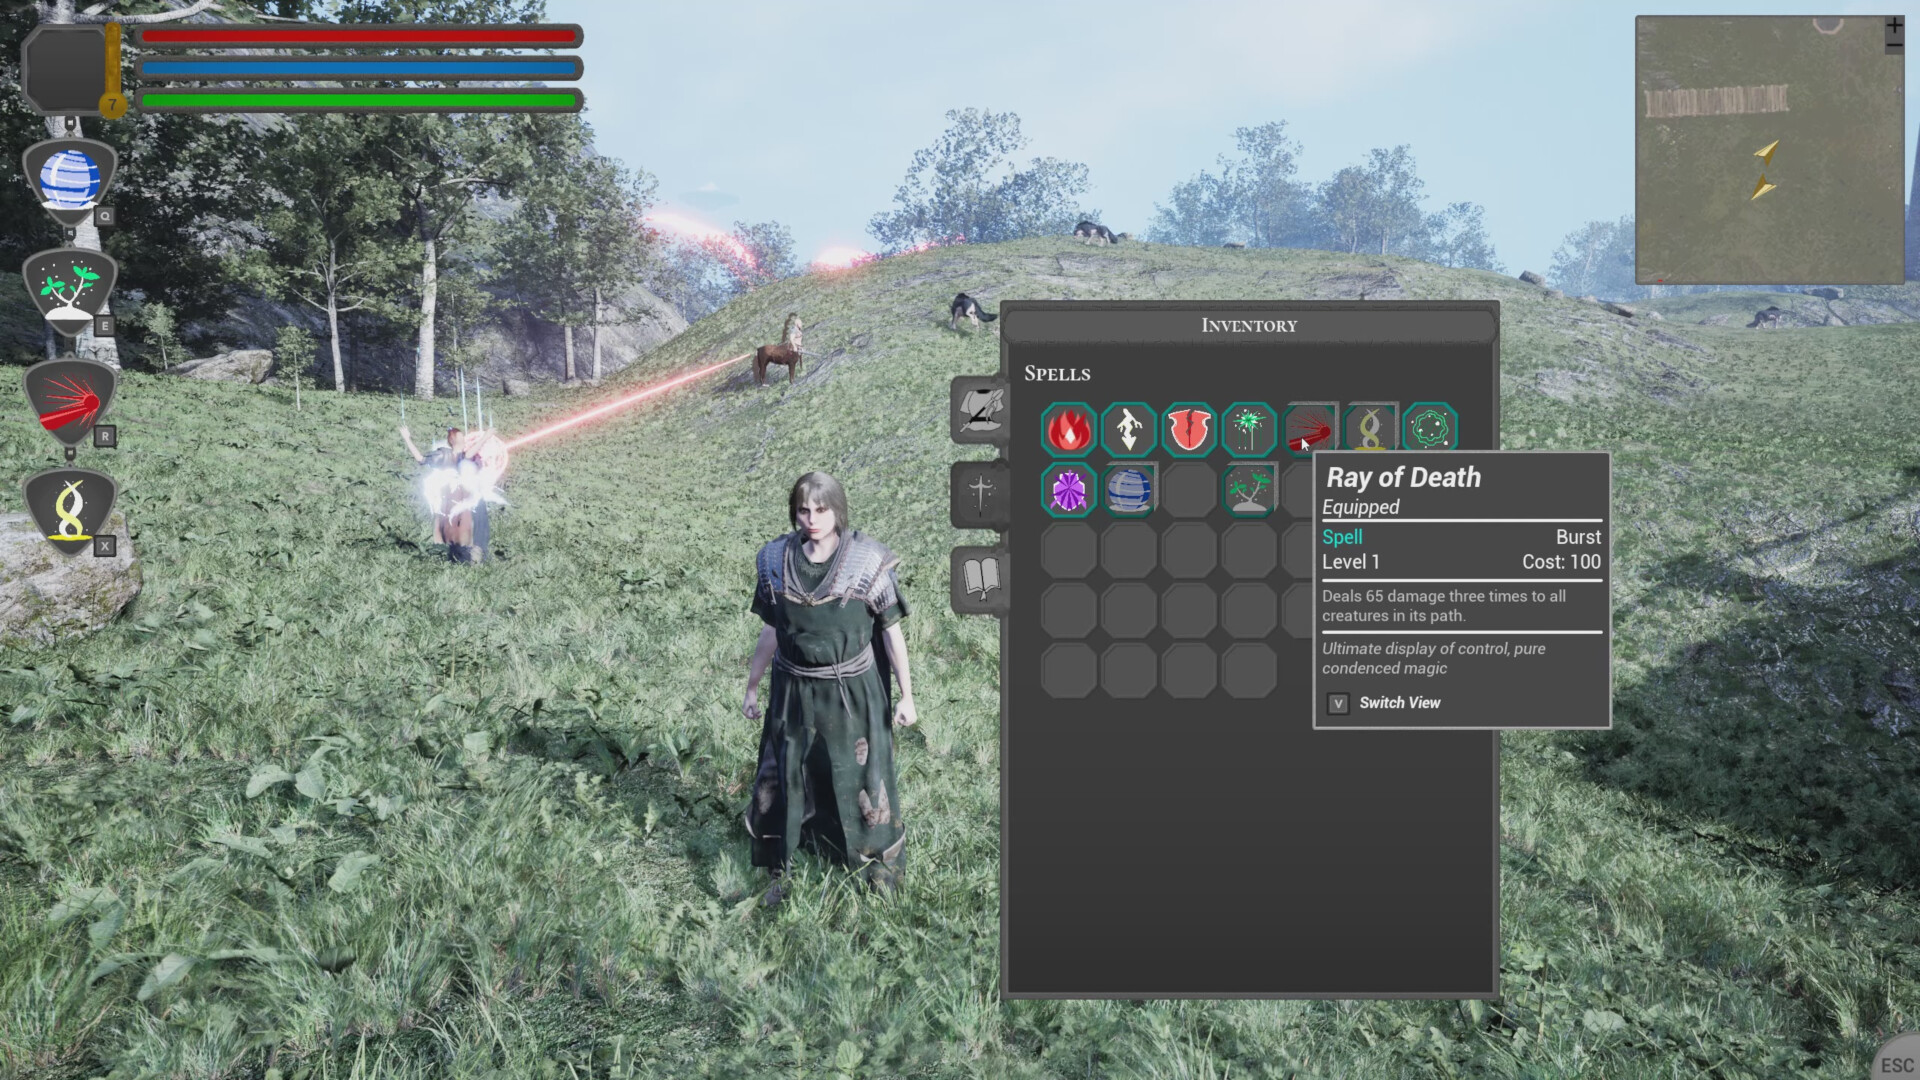 7
Q
E
R
X
+
−
Inventory
Spells
Ray of Death
Equipped
Spell Burst
Level 1 Cost: 100
Deals 65 damage three times to all
creatures in its path.
Ultimate display of control, pure
condensed magic
V Switch View
ESC